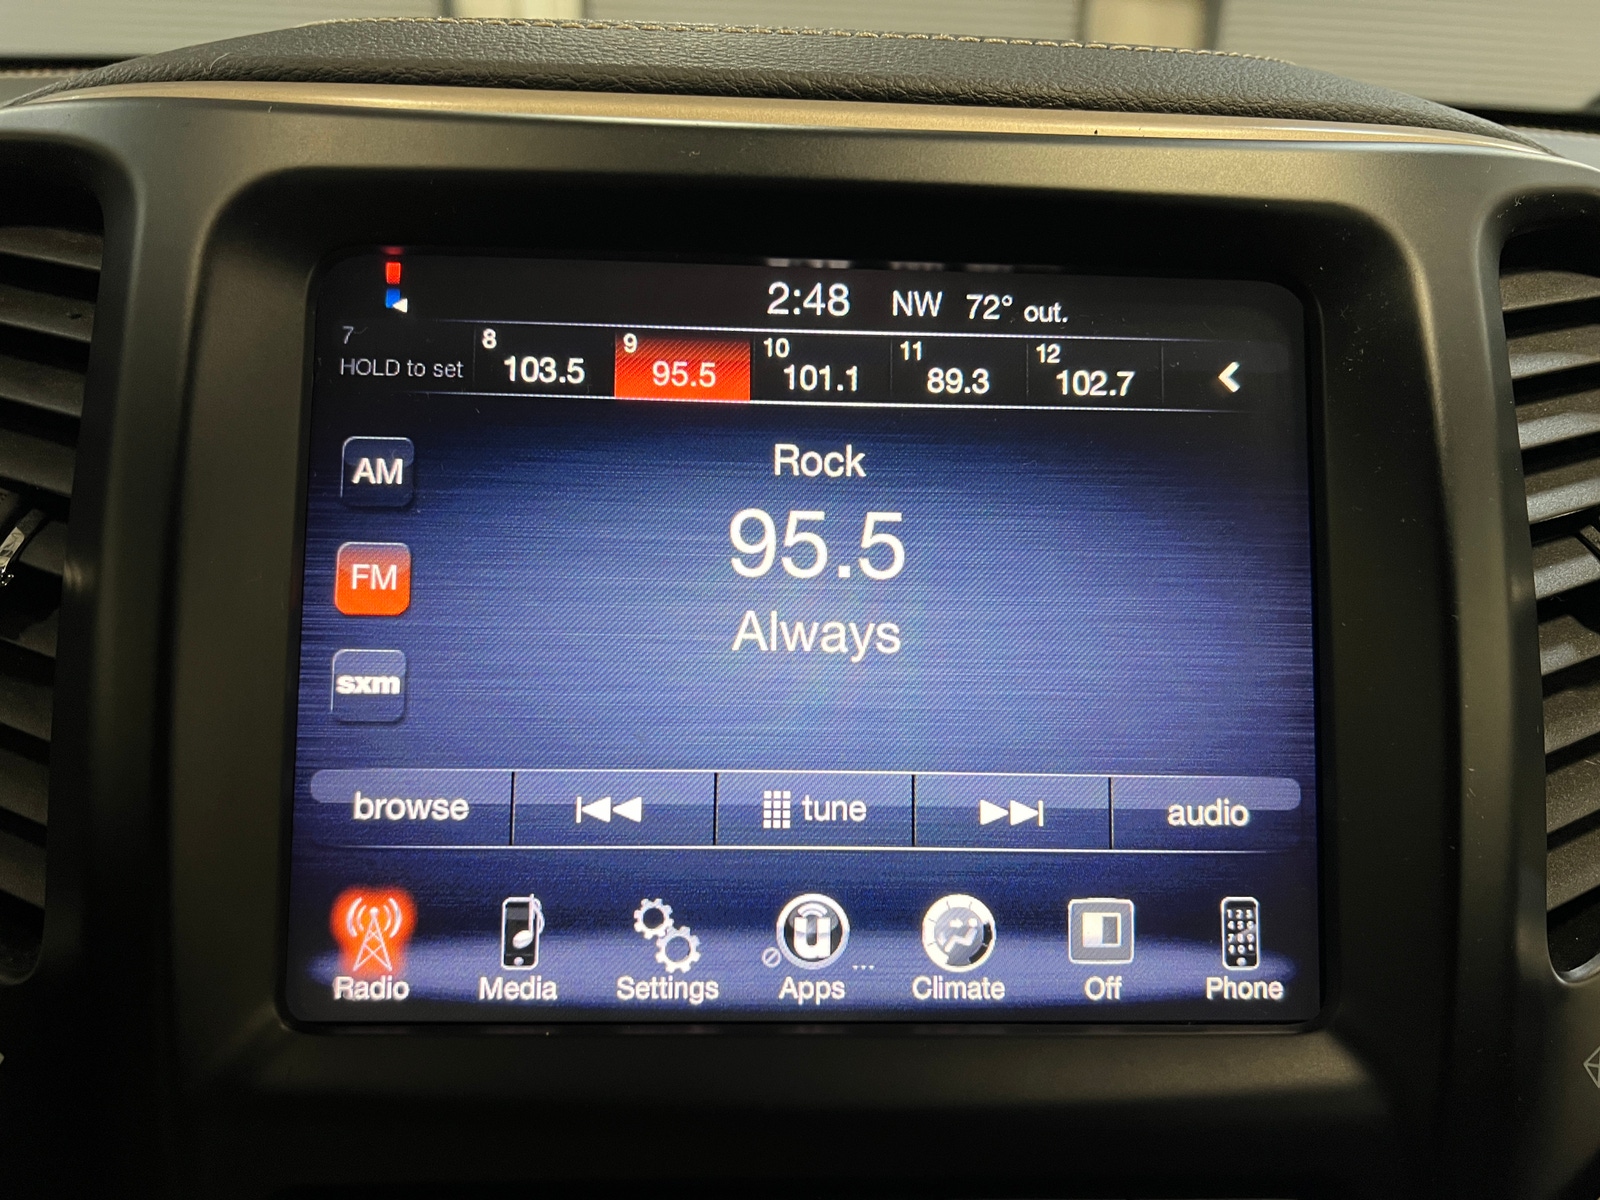 2:48 NW 72° out.
7 HOLD to set 8 103.5 9 95.5 10 101.1 11 89.3 12 102.7
AM
FM
sxm
Rock
95.5
Always
browse tune audio
Radio Media Settings Apps Climate Off Phone